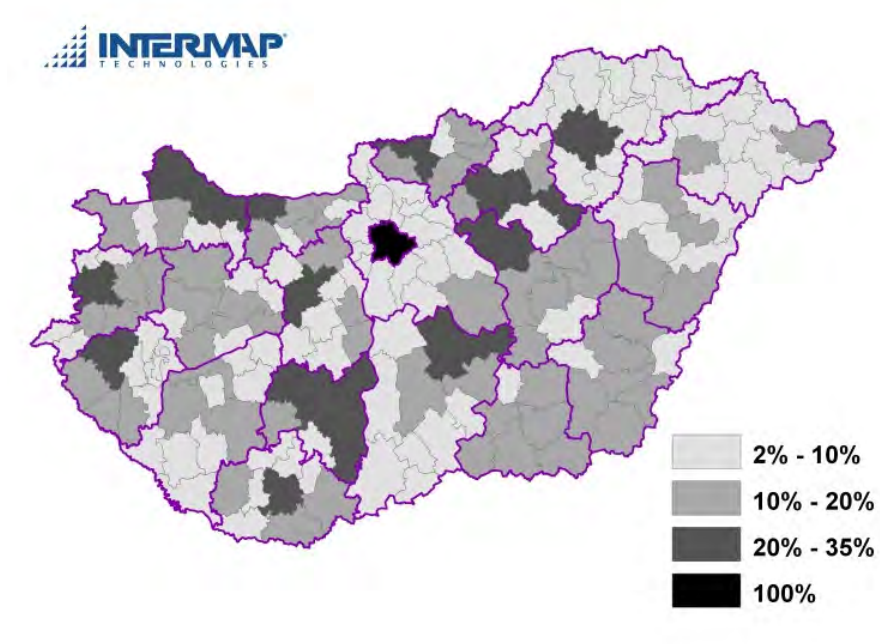 INTERMAP
TECHNOLOGIES
2% - 10%
10% - 20%
20% - 35%
100%